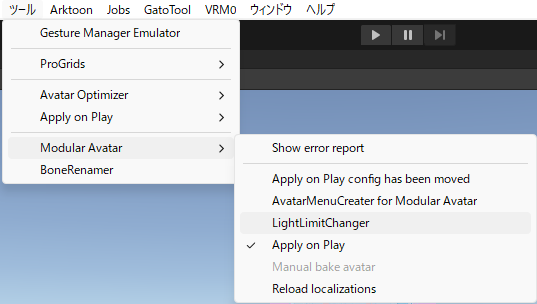 ツール Arktoon Jobs GatoTool VRM0 ウィンドウ ヘルプ
Gesture Manager Emulator
ProGrids
Avatar Optimizer
Apply on Play
Modular Avatar
BoneRenamer
Show error report
Apply on Play config has been moved
AvatarMenuCreater for Modular Avatar
LightLimitChanger
Apply on Play
Manual bake avatar
Reload localizations